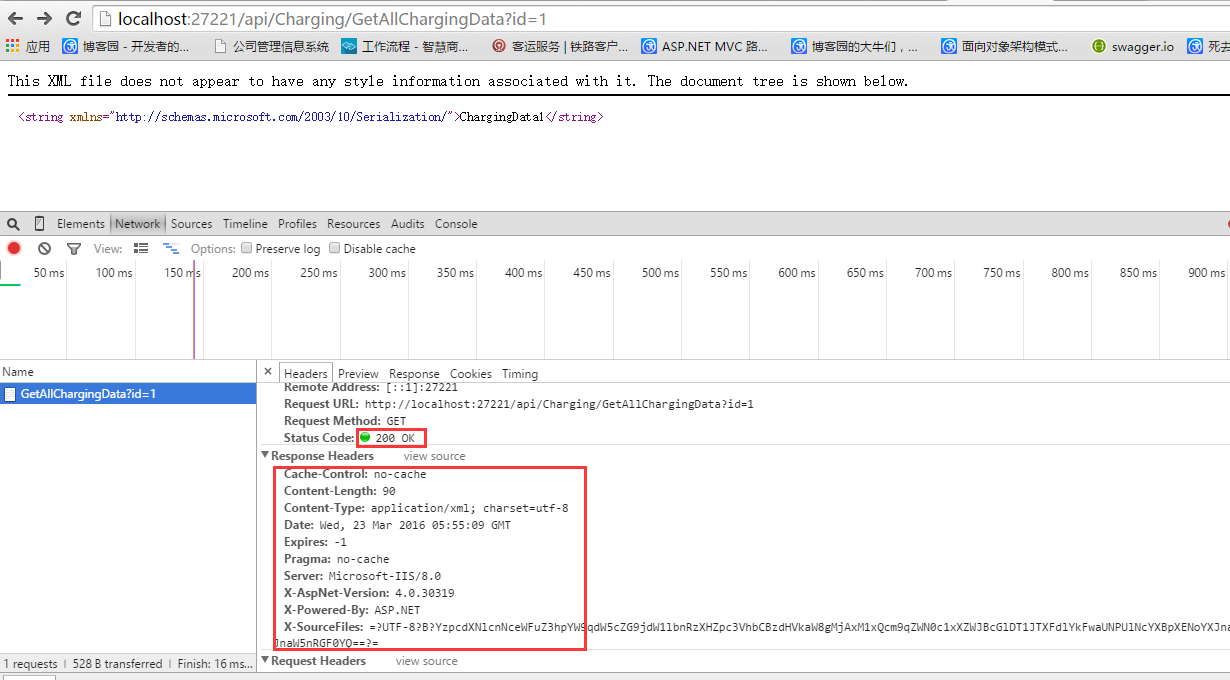 localhost:27221/api/Charging/GetAllChargingData?id=1
应用 博客园 - 开发者的... 公司管理信息系统 工作流程 - 智慧商... 客运服务 | 铁路客户... ASP.NET MVC 路... 博客园的大牛们，... 面向对象架构模式... swagger.io 死去
This XML file does not appear to have any style information associated with it. The document tree is shown below.
<string xmlns="http://schemas.microsoft.com/2003/10/Serialization/">ChargingData1</string>
Elements Network Sources Timeline Profiles Resources Audits Console
View: Options: Preserve log Disable cache
50 ms 100 ms 150 ms 200 ms 250 ms 300 ms 350 ms 400 ms 450 ms 500 ms 550 ms 600 ms 650 ms 700 ms 750 ms 800 ms 850 ms 900 ms
Name
GetAllChargingData?id=1
× Headers Preview Response Cookies Timing
Remote Address: [::1]:27221
Request URL: http://localhost:27221/api/Charging/GetAllChargingData?id=1
Request Method: GET
Status Code: 200 OK
Response Headers view source
Cache-Control: no-cache
Content-Length: 90
Content-Type: application/xml; charset=utf-8
Date: Wed, 23 Mar 2016 05:55:09 GMT
Expires: -1
Pragma: no-cache
Server: Microsoft-IIS/8.0
X-AspNet-Version: 4.0.30319
X-Powered-By: ASP.NET
X-SourceFiles:
Request Headers view source
1 requests | 528 B transferred | Finish: 16 ms...